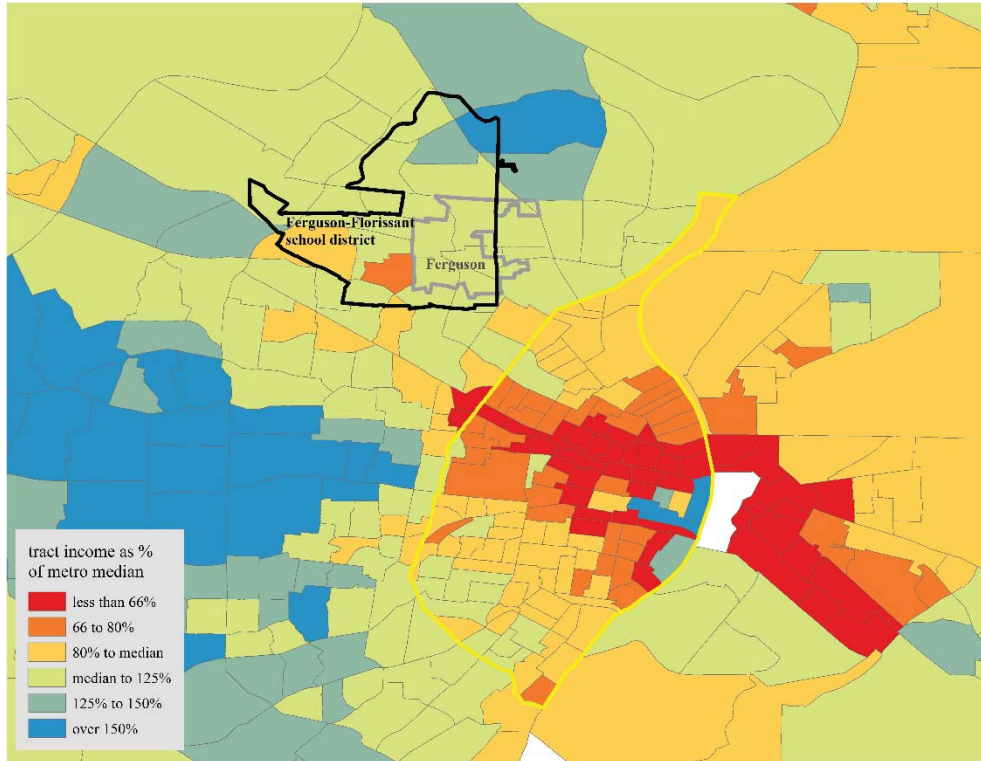 Ferguson-Florissant
school district
Ferguson
tract income as %
of metro median
less than 66%
66 to 80%
80% to median
median to 125%
125% to 150%
over 150%